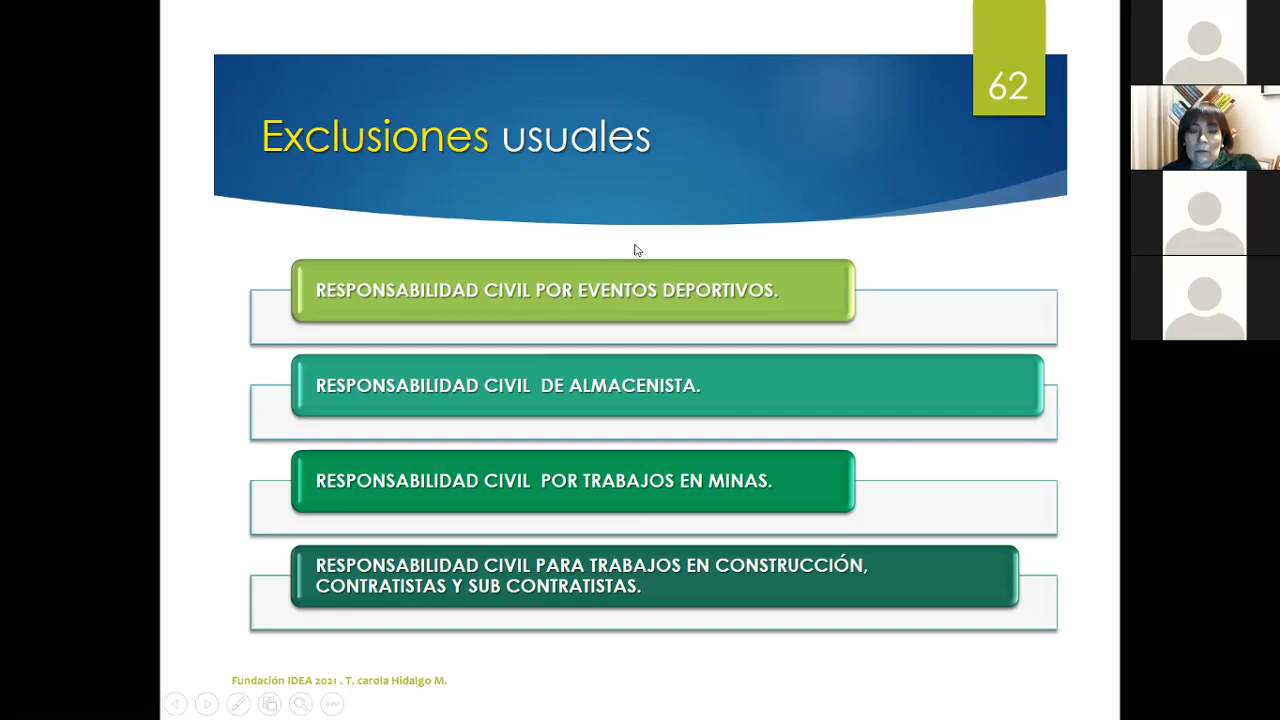 62
Exclusiones usuales
RESPONSABILIDAD CIVIL POR EVENTOS DEPORTIVOS.
RESPONSABILIDAD CIVIL DE ALMACENISTA.
RESPONSABILIDAD CIVIL POR TRABAJOS EN MINAS.
RESPONSABILIDAD CIVIL PARA TRABAJOS EN CONSTRUCCIÓN,
CONTRATISTAS Y SUB CONTRATISTAS.
Fundación IDEA 2021 . T. carola Hidalgo M.